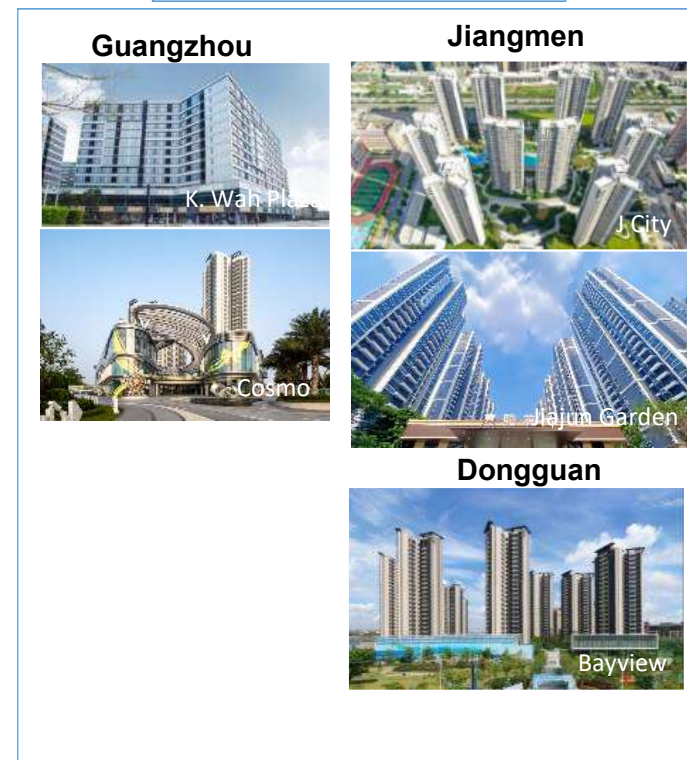 Guangzhou
K. Wah Plaza
Cosmo
Jiangmen
J City
Jiajun Garden
Dongguan
Bayview